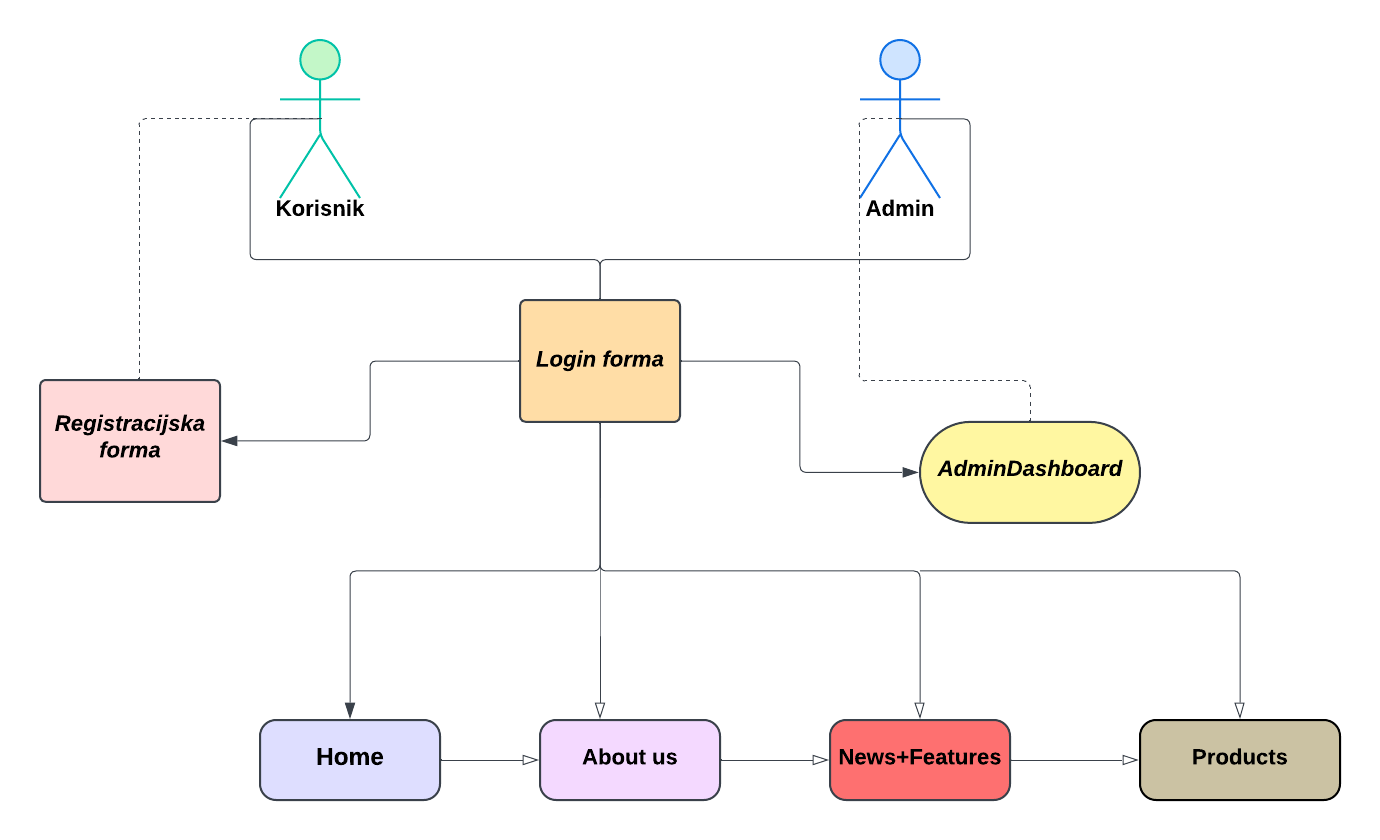 Korisnik
Admin
Login forma
Registracijska
forma
AdminDashboard
Home
About us
News+Features
Products